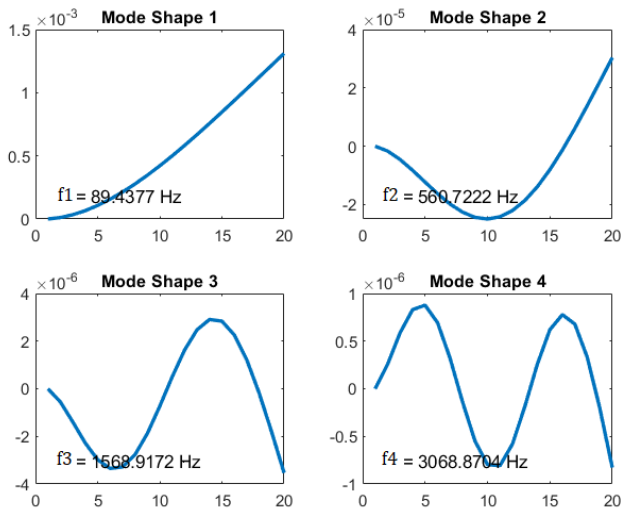 Mode Shape 1
×10^-3
1.5
1
0.5
0
f1 = 89.4377 Hz
0 5 10 15 20
Mode Shape 2
×10^-5
4
2
0
-2
f2 = 560.7222 Hz
0 5 10 15 20
Mode Shape 3
×10^-6
4
2
0
-2
-4
f3 = 1568.9172 Hz
0 5 10 15 20
Mode Shape 4
×10^-6
1
0.5
0
-0.5
-1
f4 = 3068.8704 Hz
0 5 10 15 20